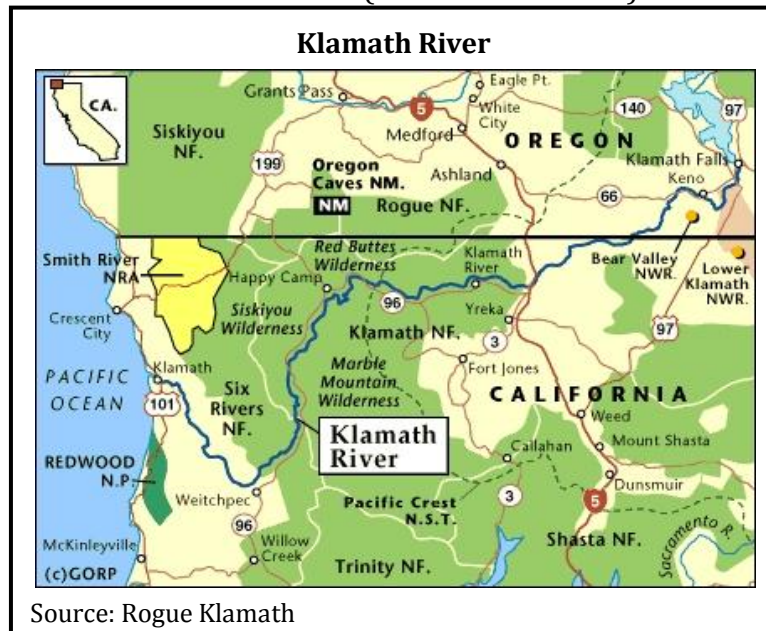 Klamath River
CA.
Grants Pass
Eagle Pt.
White
City
5
140
97
Siskiyou
NF.
Medford
OREGON
199
Oregon
Caves NM.
NM
Ashland
Klamath Falls
Keno
66
Rogue NF.
Smith River
NRA
Red Buttes
Wilderness
Happy Camp
Klamath
River
Bear Valley
NWR.
Lower
Klamath
NWR.
Crescent
City
Siskiyou
Wilderness
96
Yreka
Klamath NF.
3
97
Klamath
Marble
Mountain
Wilderness
Fort Jones
PACIFIC
OCEAN
101
Six
Rivers
NF.
CALIFORNIA
Weed
Klamath
River
Callahan
Mount Shasta
REDWOOD
N.P.
Weitchpec
Dunsmuir
Pacific Crest
N.S.T.
3
5
96
McKinleyville
Willow
Creek
Shasta NF.
Sacramento R.
(c)GORP
Trinity NF.
Source: Rogue Klamath